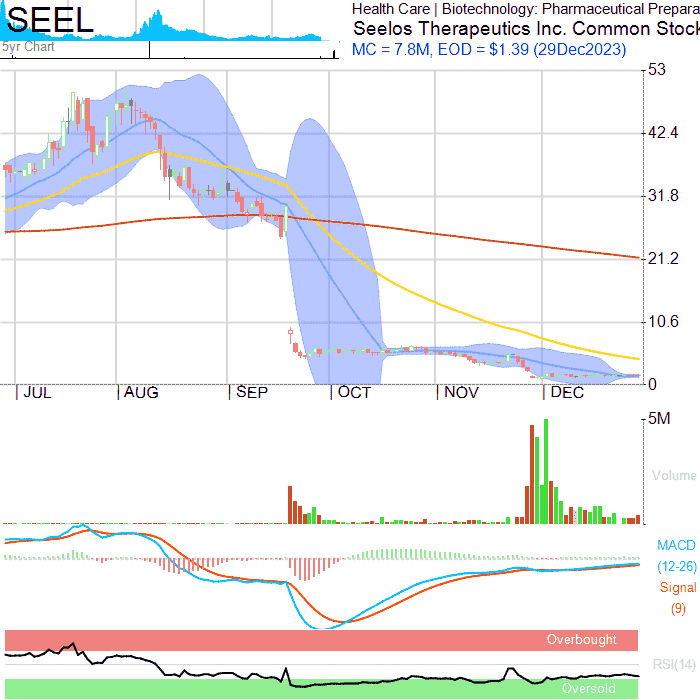 SEEL
5yr Chart
Health Care | Biotechnology: Pharmaceutical Prepara
Seelos Therapeutics Inc. Common Stock
MC = 7.8M, EOD = $1.39 (29Dec2023)
53
42.4
31.8
21.2
10.6
0
JUL AUG SEP OCT NOV DEC
5M
Volume
MACD
(12-26)
Signal
(9)
Overbought
RSI(14)
Oversold